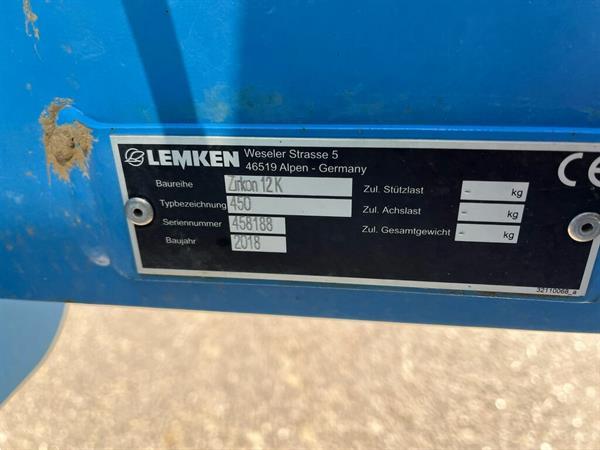 LEMKEN
Weseler Strasse 5
46519 Alpen - Germany
CE
Baureihe Zirkon 12 K
Zul. Stützlast - kg
Typbezeichnung 450
Zul. Achslast - kg
Seriennummer 458188
Zul. Gesamtgewicht - kg
Baujahr 2018
32110068_a